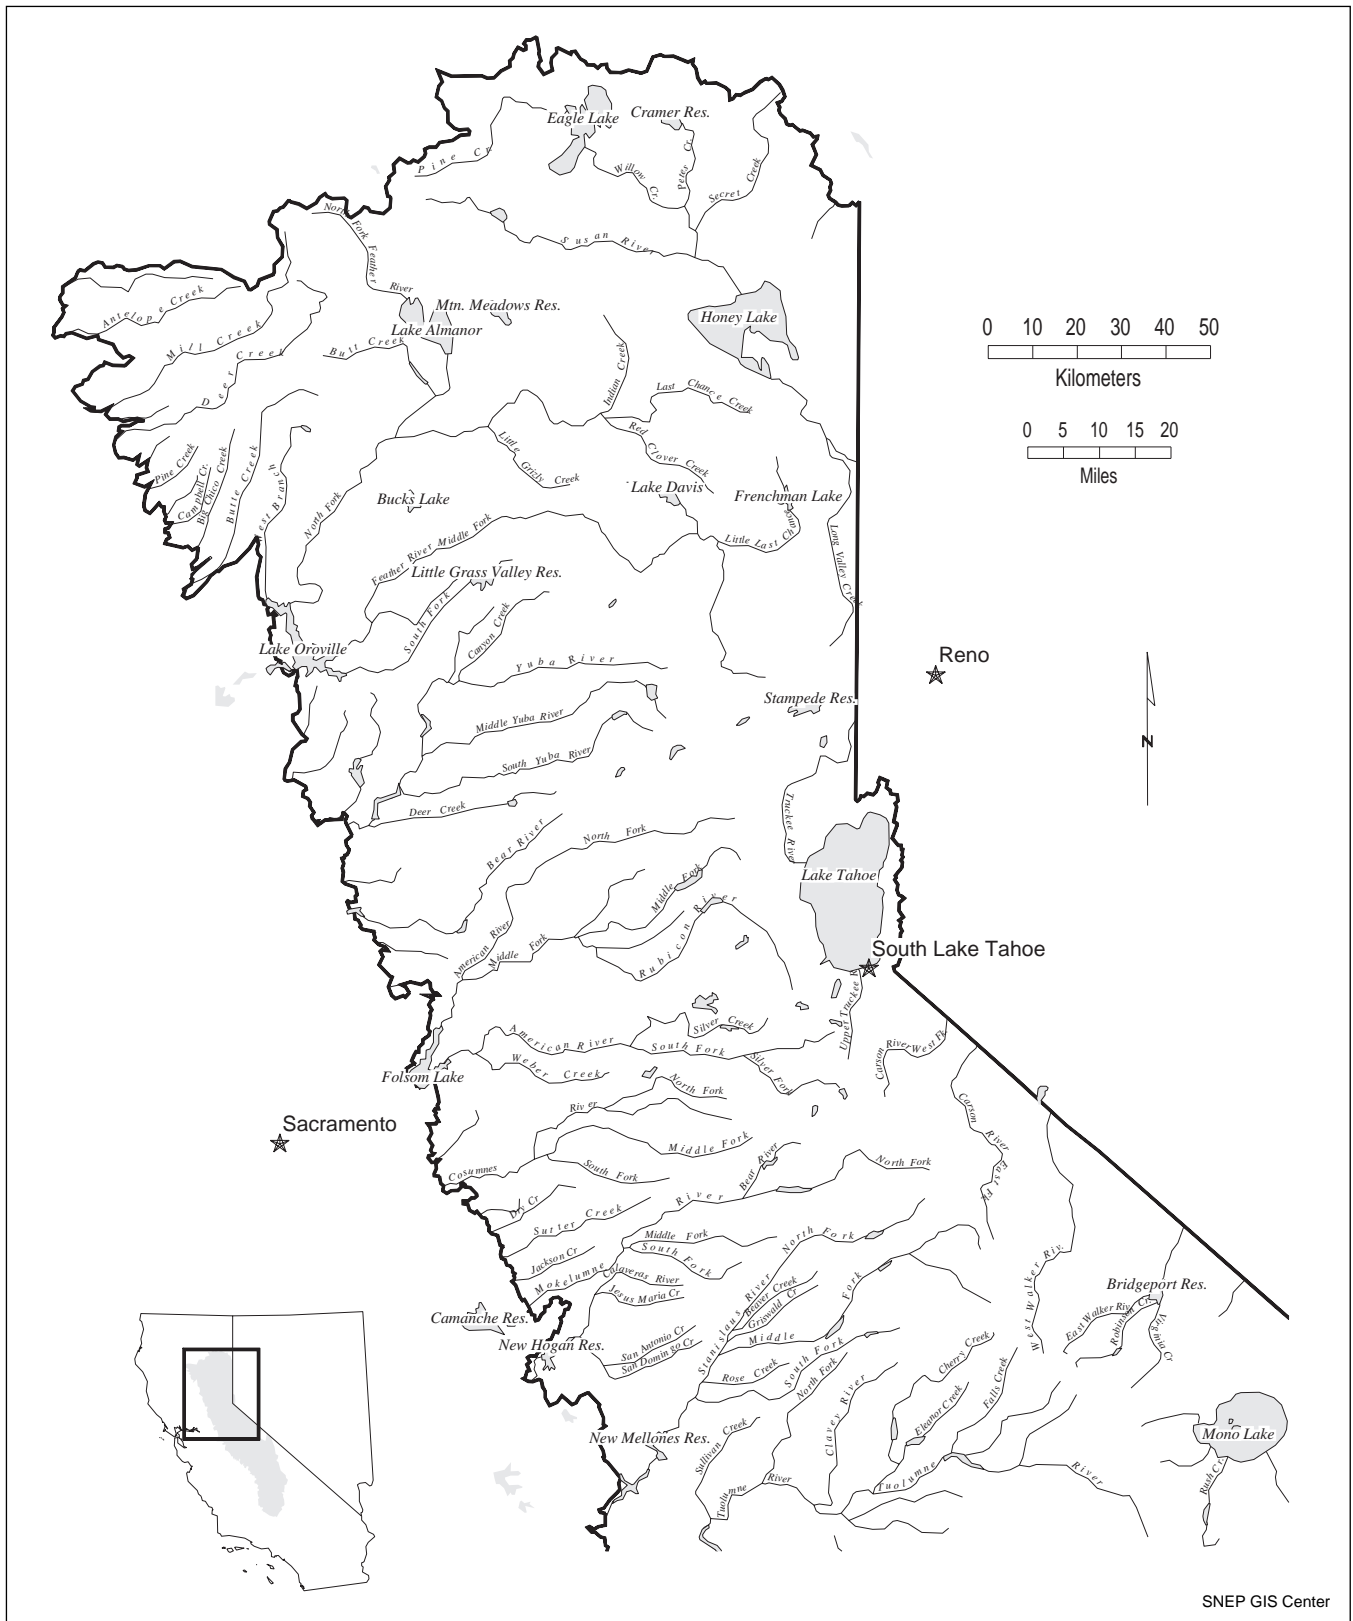 Eagle Lake
Cramer Res.
Pine Cr.
Willow Cr.
Petes Cr.
Secret Creek
North Fork Feather River
Susan River
Antelope Creek
Mtn. Meadows Res.
Lake Almanor
Honey Lake
Mill Creek
Butt Creek
Deer Creek
Indian Creek
Last Chance Creek
0 10 20 30 40 50
Kilometers
0 5 10 15 20
Miles
Red Clover Creek
Little Grizly Creek
Pine Creek
Campbell Cr.
Big Chico Creek
Butte Creek
West Branch
North Fork
Bucks Lake
Lake Davis
Frenchman Lake
Little Last Chance
Long Valley Creek
Feather River Middle Fork
Little Grass Valley Res.
South Fork
Canyon Creek
Lake Oroville
Yuba River
Reno
Stampede Res.
N
Middle Yuba River
South Yuba River
Deer Creek
Truckee River
Bear River
North Fork
Lake Tahoe
Middle Fork
Rubicon River
American River
Middle Fork
South Lake Tahoe
Upper Truckee R
Silver Creek
American River
South Fork
Carson River West Fk
Weber Creek
Silver Fork
Folsom Lake
North Fork
River
Carson River East Fk
Sacramento
Middle Fork
Cosumnes
South Fork
Bear River
North Fork
Dry Cr
Sutter Creek
River
Middle Fork
South Fork
North Fork
Jackson Cr
Mokelumne
Calaveras River
Jesus Maria Cr
West Walker Riv.
Bridgeport Res.
Beaver Creek
Griswald Cr
Fork
Camanche Res.
East Walker Riv.
Robinson Cr.
Virginia Cr
New Hogan Res.
San Antonio Cr
San Domingo Cr
Stanislaus River
Middle
South Fork
Rose Creek
North Fork
Cherry Creek
Falls Creek
Eleanor Creek
Clavey River
Sullivan Creek
New Mellones Res.
Mono Lake
Rush Cr.
Tuolumne River
Tuolumne
River
SNEP GIS Center